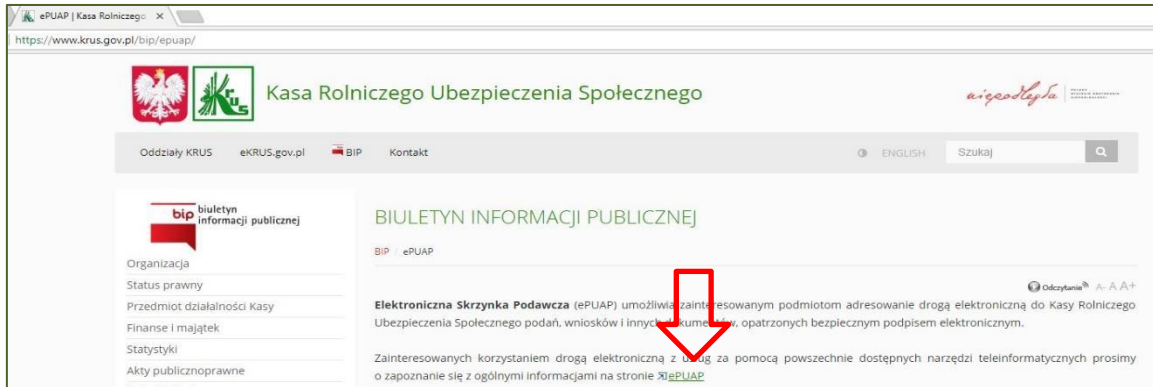 ePUAP | Kasa Rolniczego
https://www.krus.gov.pl/bip/epuap/
Krus
Kasa Rolniczego Ubezpieczenia Społecznego
niepodległa
Oddziały KRUS eKRUS.gov.pl BIP Kontakt ENGLISH Szukaj
bip biuletyn
informacji publicznej
Organizacja
Status prawny
Przedmiot działalności Kasy
Finanse i majątek
Statystyki
Akty publicznoprawne
BIULETYN INFORMACJI PUBLICZNEJ
BIP / ePUAP
Odczytanie A- A A+
Elektroniczna Skrzynka Podawcza (ePUAP) umożliwia zainteresowanym podmiotom adresowanie drogą elektroniczną do Kasy Rolniczego
Ubezpieczenia Społecznego podań, wniosków i innych dokumentów, opatrzonych bezpiecznym podpisem elektronicznym.
Zainteresowanych korzystaniem drogą elektroniczną z usług za pomocą powszechnie dostępnych narzędzi teleinformatycznych prosimy
o zapoznanie się z ogólnymi informacjami na stronie ePUAP